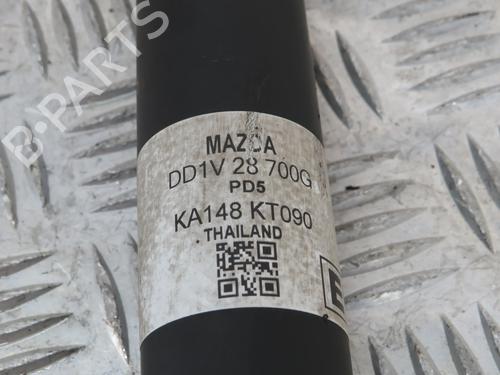 B-PARTS
MAZDA
DD1V 28 700G
PD5
KA148 KT090
THAILAND
E